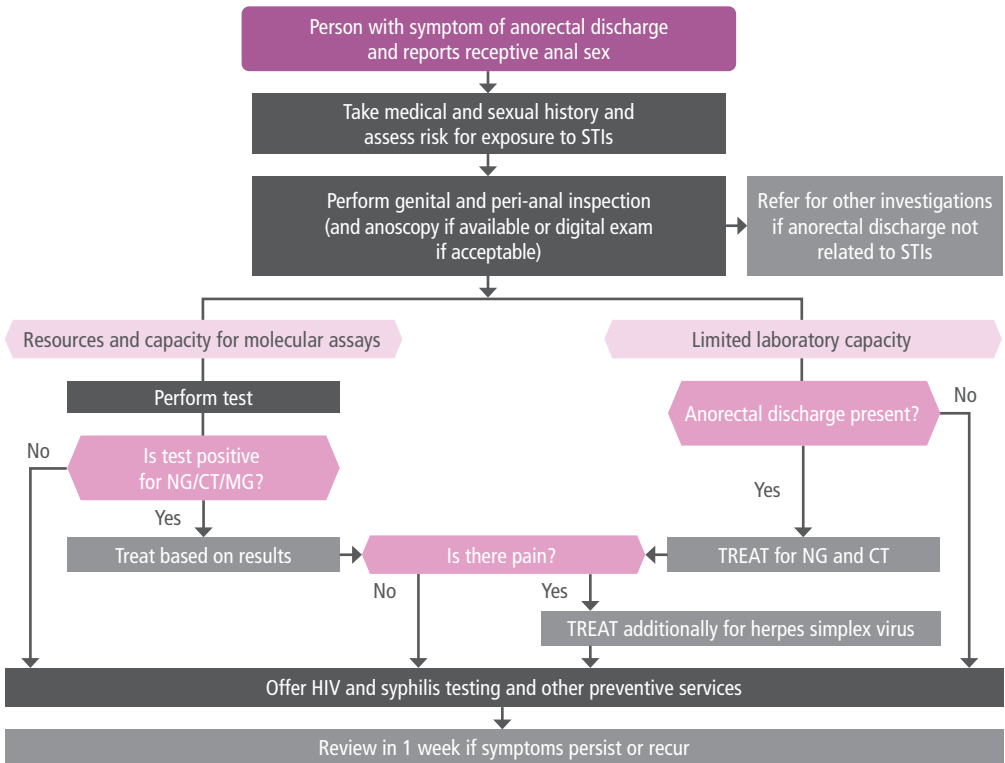 Person with symptom of anorectal discharge
and reports receptive anal sex
Take medical and sexual history and
assess risk for exposure to STIs
Perform genital and peri-anal inspection
(and anoscopy if available or digital exam
if acceptable)
Refer for other investigations
if anorectal discharge not
related to STIs
Resources and capacity for molecular assays
Limited laboratory capacity
Perform test
Anorectal discharge present?
No
No
Is test positive
for NG/CT/MG?
Yes
Yes
Treat based on results
Is there pain?
TREAT for NG and CT
No
Yes
TREAT additionally for herpes simplex virus
Offer HIV and syphilis testing and other preventive services
Review in 1 week if symptoms persist or recur